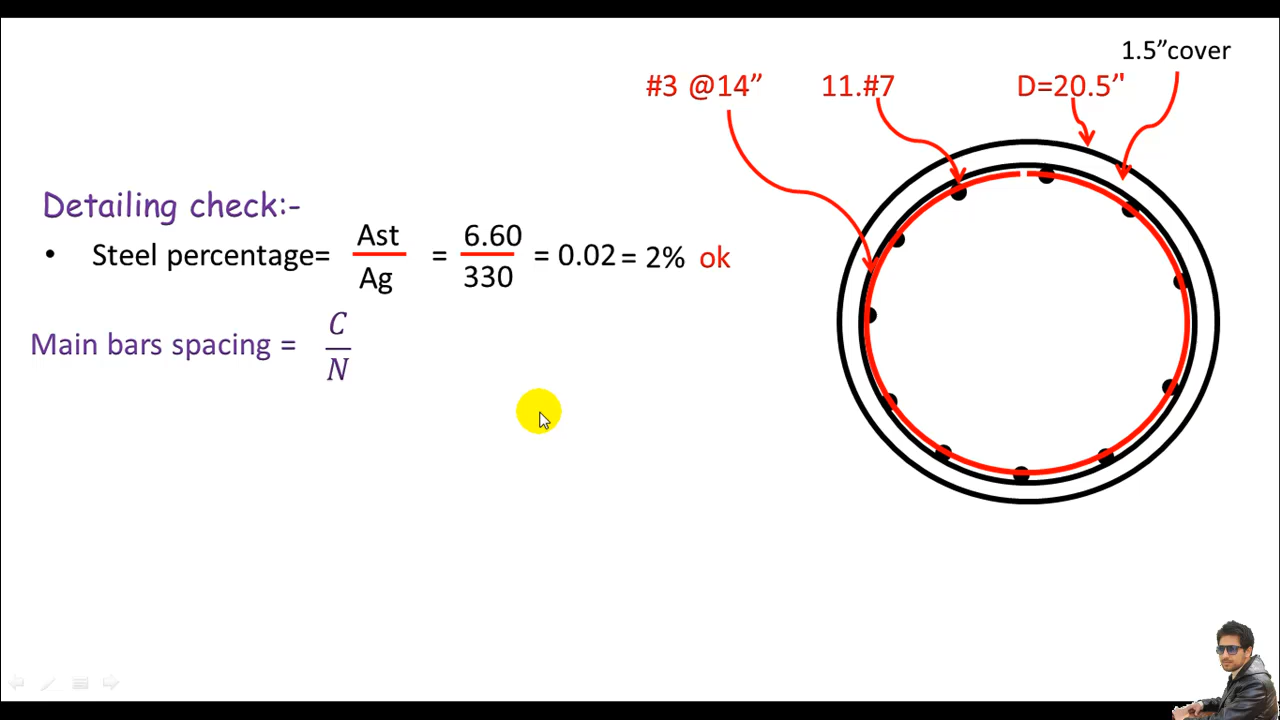 1.5”cover
#3 @14” 11.#7 D=20.5"
Detailing check:-
• Steel percentage= Ast/Ag = 6.60/330 = 0.02 = 2% ok
Main bars spacing = C/N